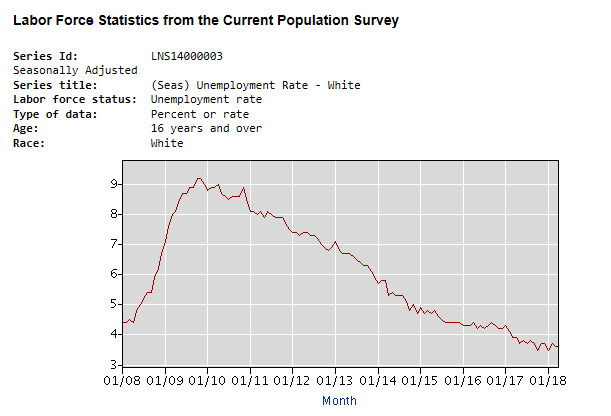 Labor Force Statistics from the Current Population Survey
Series Id: LNS14000003
Seasonally Adjusted
Series title: (Seas) Unemployment Rate - White
Labor force status: Unemployment rate
Type of data: Percent or rate
Age: 16 years and over
Race: White
9
8
7
6
5
4
3
01/08 01/09 01/10 01/11 01/12 01/13 01/14 01/15 01/16 01/17 01/18
Month